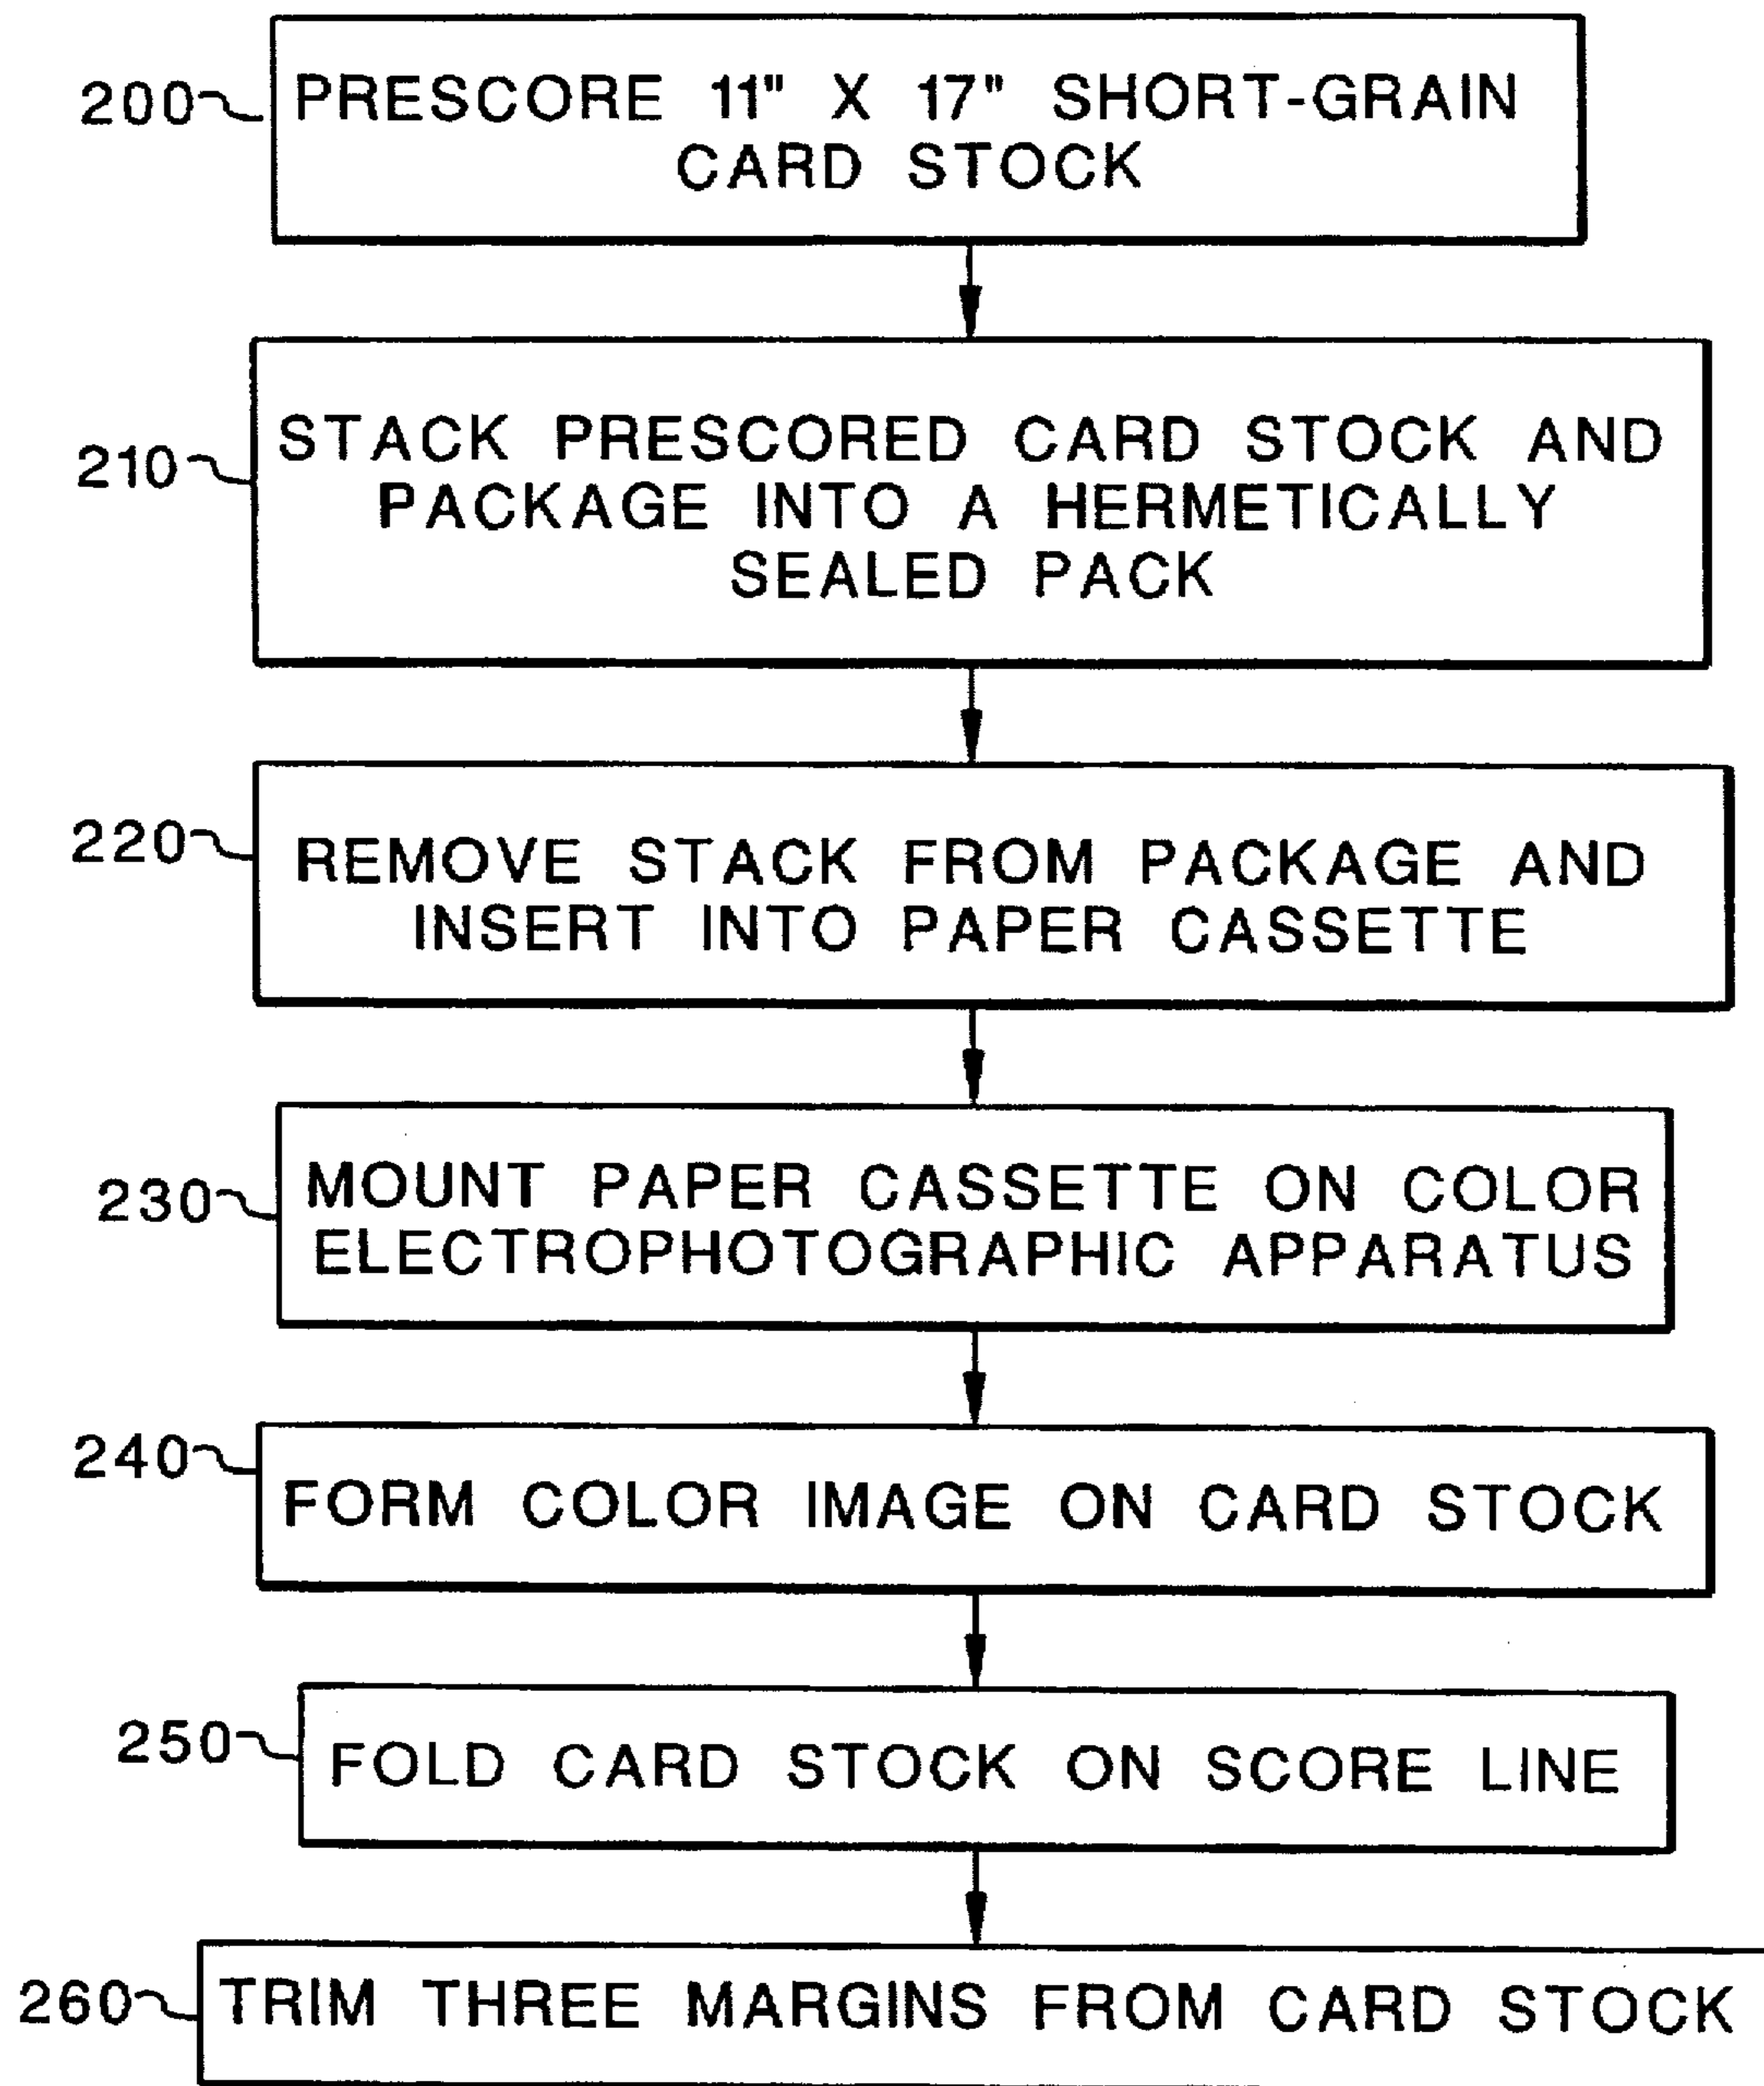 200 PRESCORE 11" X 17" SHORT-GRAIN
CARD STOCK
210 STACK PRESCORED CARD STOCK AND
PACKAGE INTO A HERMETICALLY
SEALED PACK
220 REMOVE STACK FROM PACKAGE AND
INSERT INTO PAPER CASSETTE
230 MOUNT PAPER CASSETTE ON COLOR
ELECTROPHOTOGRAPHIC APPARATUS
240 FORM COLOR IMAGE ON CARD STOCK
250 FOLD CARD STOCK ON SCORE LINE
260 TRIM THREE MARGINS FROM CARD STOCK